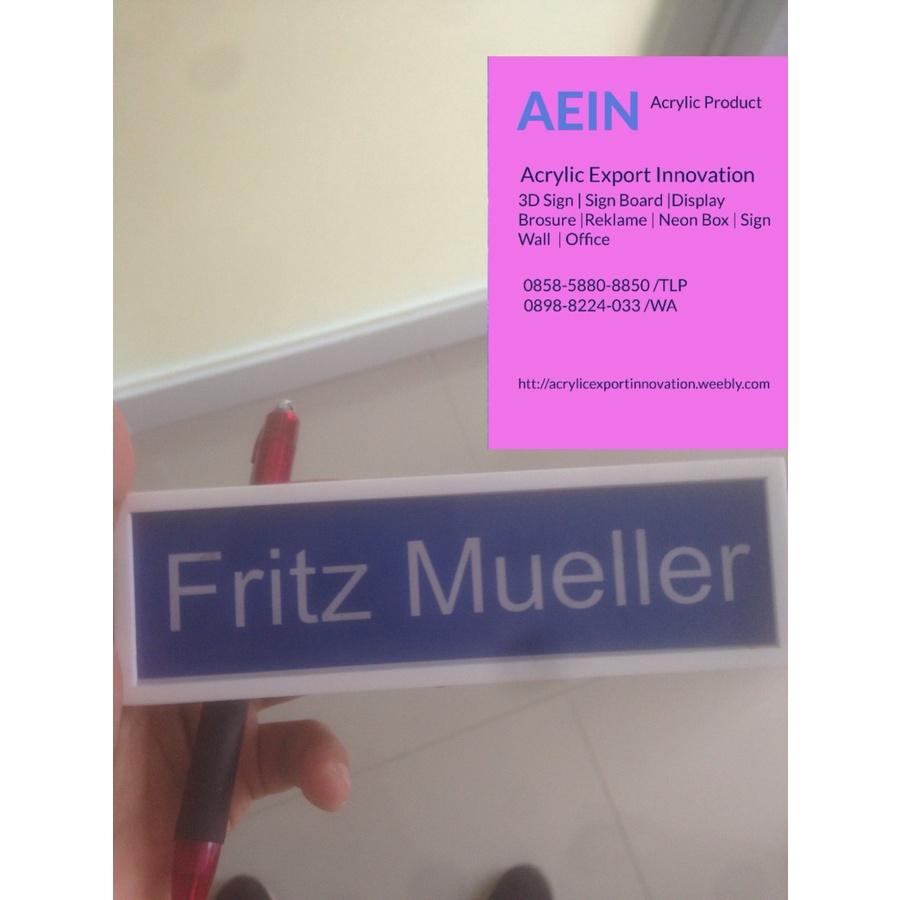 AEIN Acrylic Product
Acrylic Export Innovation
3D Sign | Sign Board |Display
Brosure |Reklame | Neon Box | Sign
Wall | Office
0858-5880-8850 /TLP
0898-8224-033 /WA
htt://acrylicexportinnovation.weebly.com
Fritz Mueller